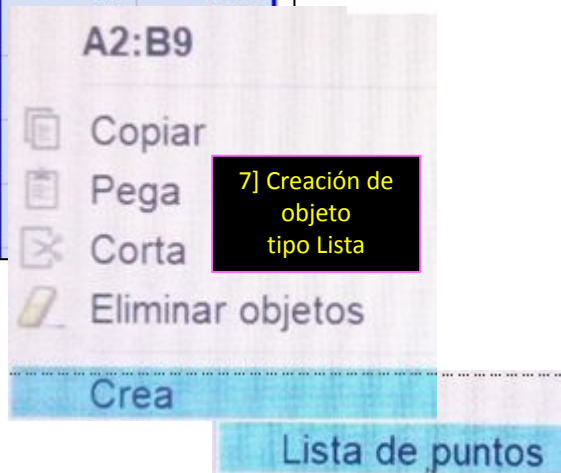 A2:B9
Copiar
Pega
7] Creación de
objeto
tipo Lista
Corta
Eliminar objetos
Crea
Lista de puntos